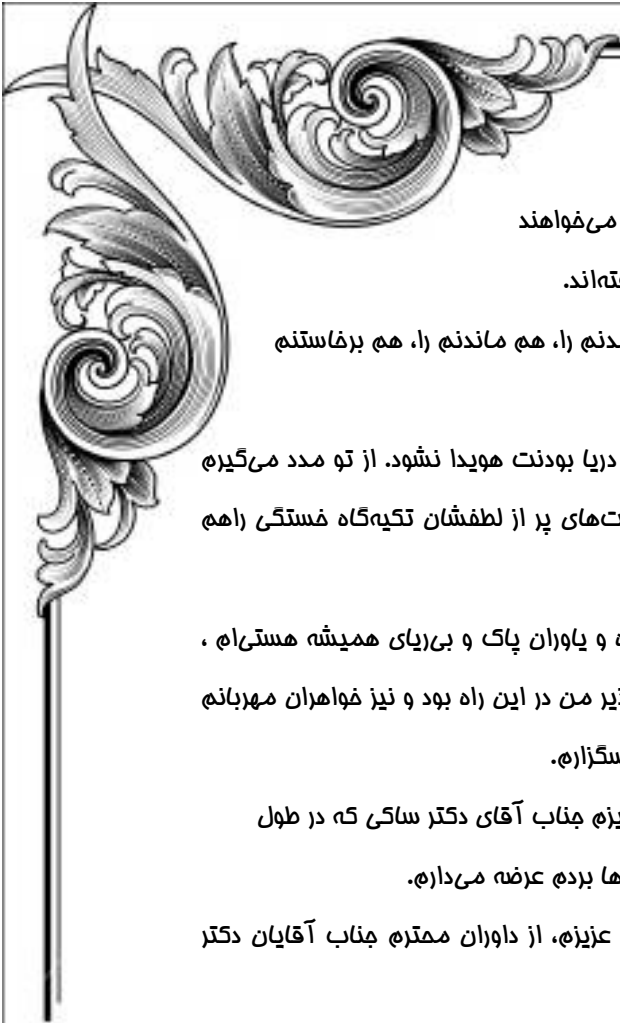 می‌خواهند
ته‌اند.
دنم را، هم ماندنم را، هم برخاستنم
دریا بودنت هویدا نشود. از تو مدد می‌گیرم
ت‌های پر از لطفشان تکیه‌گاه خستگی راهم
ه و یاوران پاک و بی‌ریای همیشه هستی‌ام ،
ذیر من در این راه بود و نیز خواهران مهربانم
سگزارم.
یزم جناب آقای دکتر ساکی که در طول
ها بردم عرضه می‌دارم.
عزیزم، از داوران محترم جناب آقایان دکتر